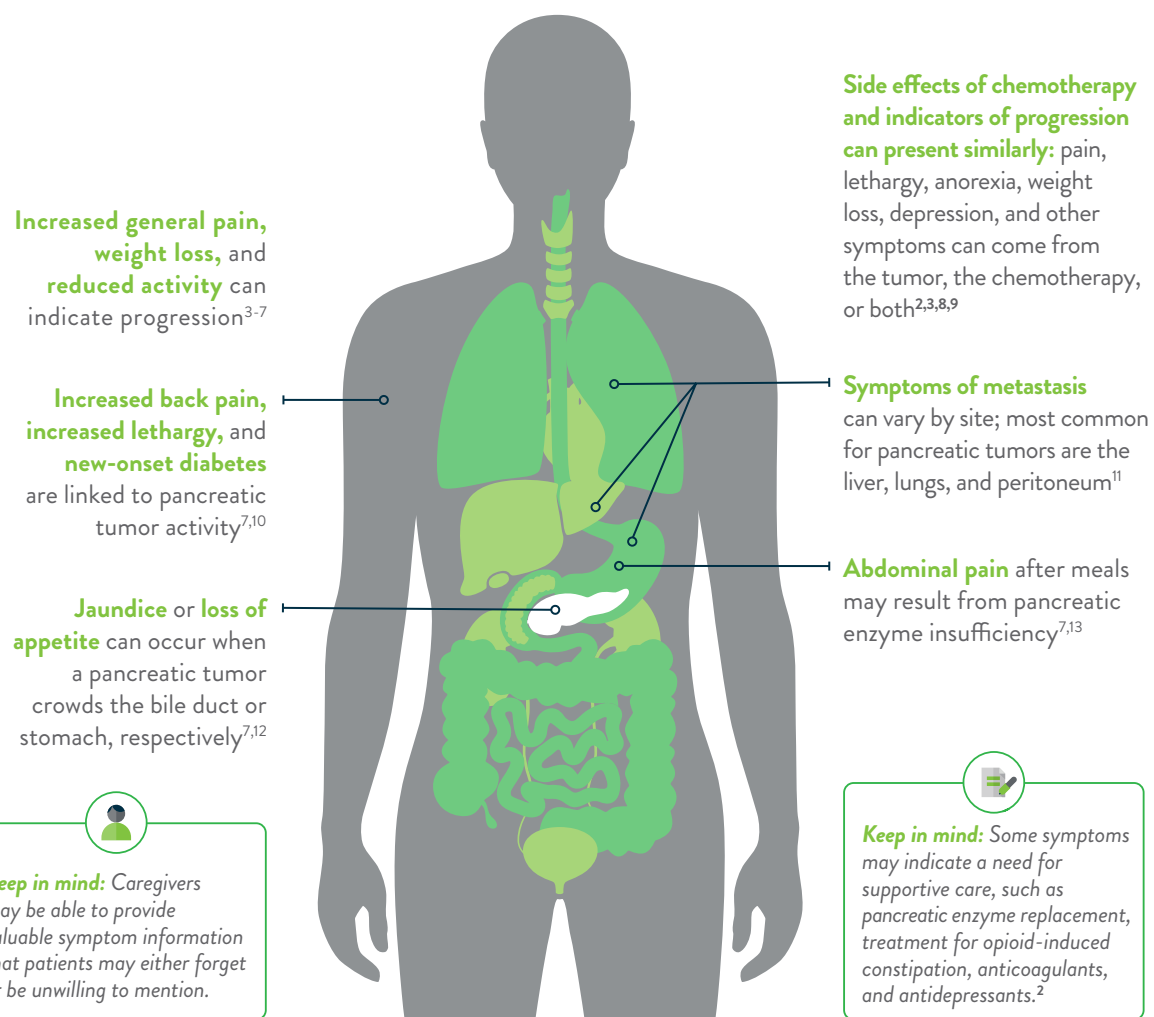 Increased general pain,
weight loss, and
reduced activity can
indicate progression3-7
Increased back pain,
increased lethargy, and
new-onset diabetes
are linked to pancreatic
tumor activity7,10
Jaundice or loss of
appetite can occur when
a pancreatic tumor
crowds the bile duct or
stomach, respectively7,12
eep in mind: Caregivers
ay be able to provide
aluable symptom information
at patients may either forget
r be unwilling to mention.
Side effects of chemotherapy
and indicators of progression
can present similarly: pain,
lethargy, anorexia, weight
loss, depression, and other
symptoms can come from
the tumor, the chemotherapy,
or both2,3,8,9
Symptoms of metastasis
can vary by site; most common
for pancreatic tumors are the
liver, lungs, and peritoneum11
Abdominal pain after meals
may result from pancreatic
enzyme insufficiency7,13
Keep in mind: Some symptoms
may indicate a need for
supportive care, such as
pancreatic enzyme replacement,
treatment for opioid-induced
constipation, anticoagulants,
and antidepressants.2